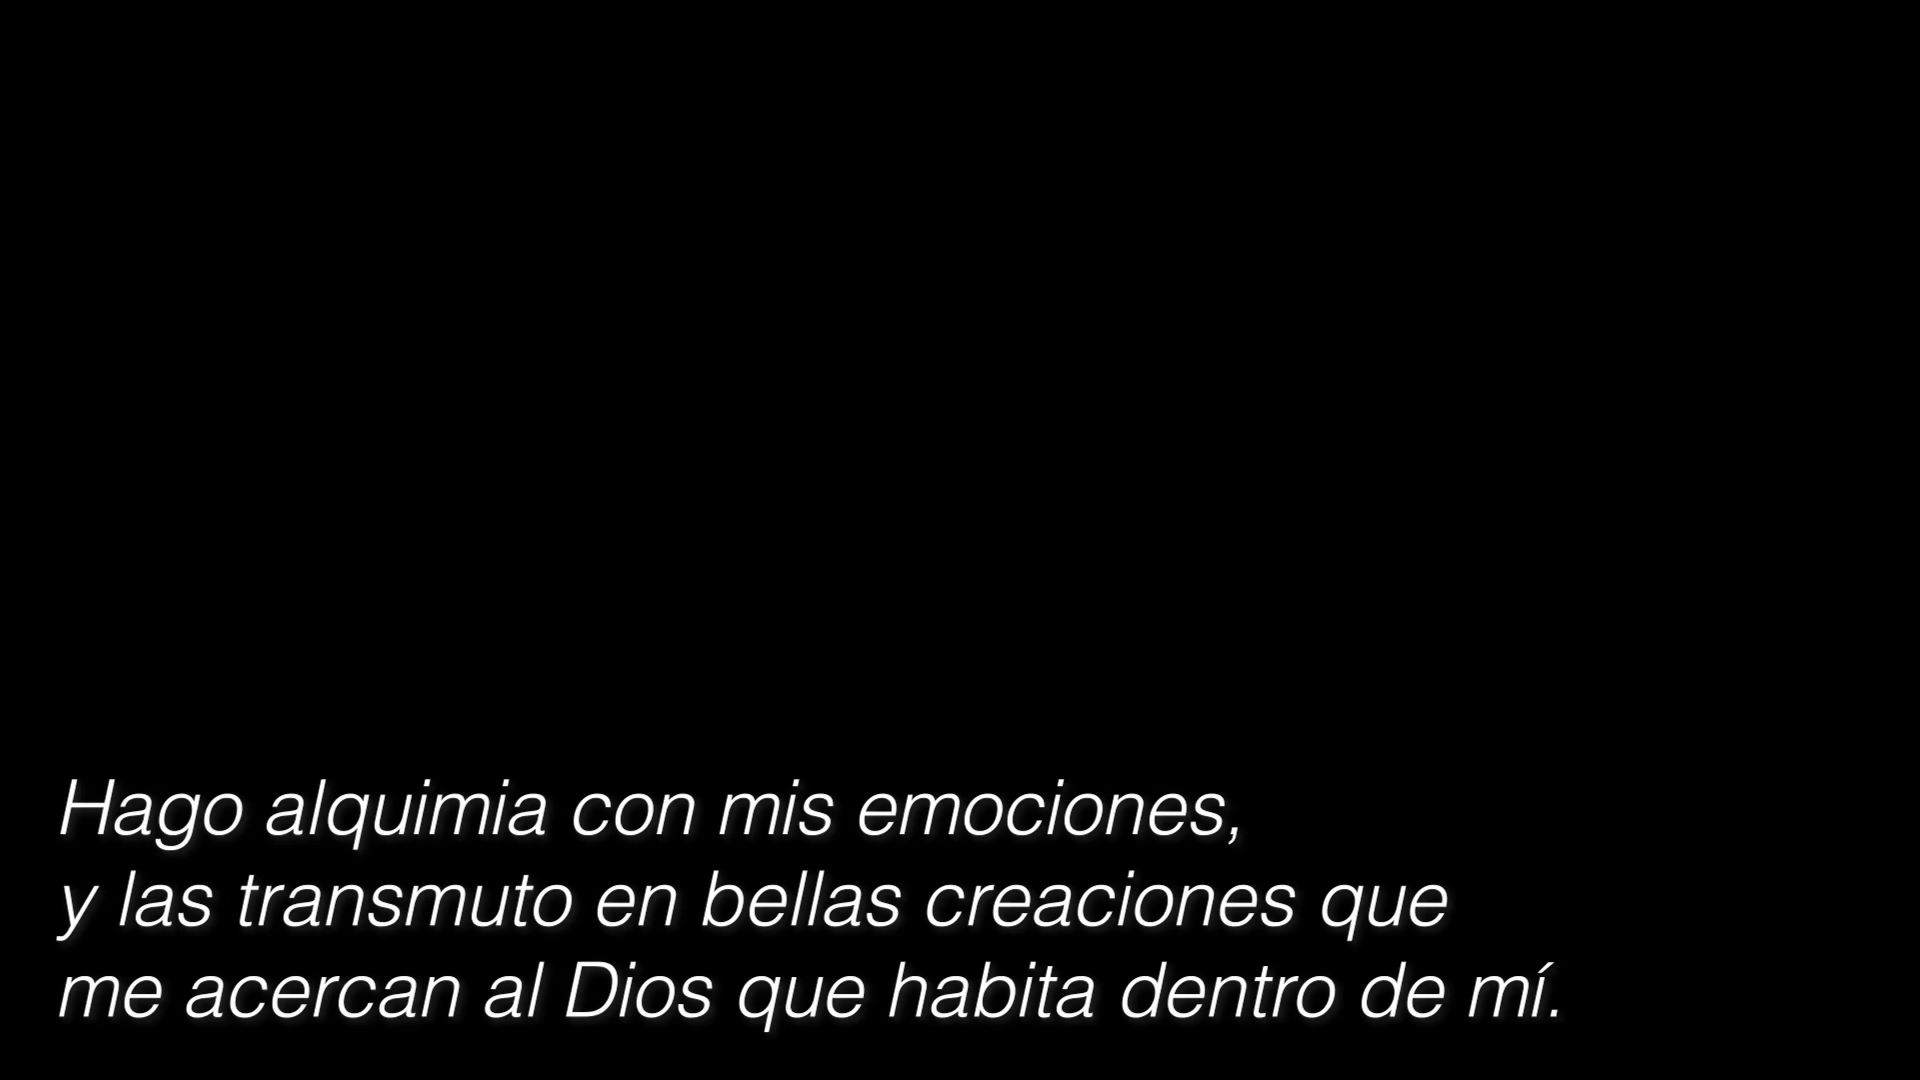 Hago alquimia con mis emociones,
y las transmuto en bellas creaciones que
me acercan al Dios que habita dentro de mí.